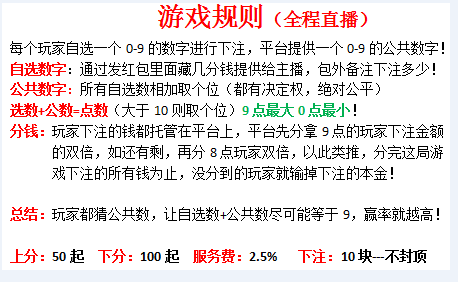 游戏规则（全程直播）
每个玩家自选一个 0-9 的数字进行下注，平台提供一个 0-9 的公共数字！
自选数字：通过发红包里面藏几分钱提供给主播，包外备注下注多少！
公共数字：所有自选数相加取个位（都有决定权，绝对公平）
选数+公数=点数（大于 10 则取个位）9 点最大 0 点最小！
分钱：玩家下注的钱都托管在平台上，平台先分拿 9 点的玩家下注金额
的双倍，如还有剩，再分 8 点玩家双倍，以此类推，分完这局游
戏下注的所有钱为止，没分到的玩家就输掉下注的本金！
总结：玩家都猜公共数，让自选数+公共数尽可能等于 9，赢率就越高！
上分：50 起 下分：100 起 服务费：2.5% 下注：10 块---不封顶